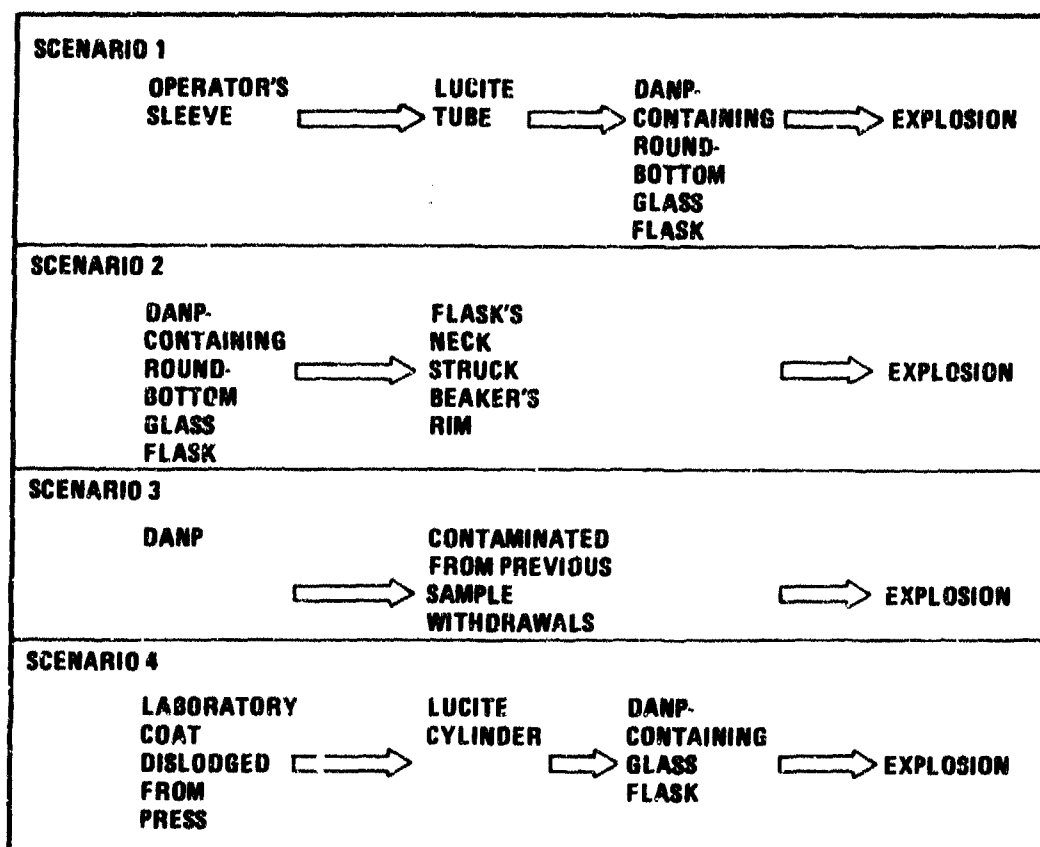 SCENARIO 1
OPERATOR'S
SLEEVE
LUCITE
TUBE
DANP-
CONTAINING
ROUND-
BOTTOM
GLASS
FLASK
EXPLOSION
SCENARIO 2
DANP-
CONTAINING
ROUND-
BOTTOM
GLASS
FLASK
FLASK'S
NECK
STRUCK
BEAKER'S
RIM
EXPLOSION
SCENARIO 3
DANP
CONTAMINATED
FROM PREVIOUS
SAMPLE
WITHDRAWALS
EXPLOSION
SCENARIO 4
LABORATORY
COAT
DISLODGED
FROM
PRESS
LUCITE
CYLINDER
DANP-
CONTAINING
GLASS
FLASK
EXPLOSION